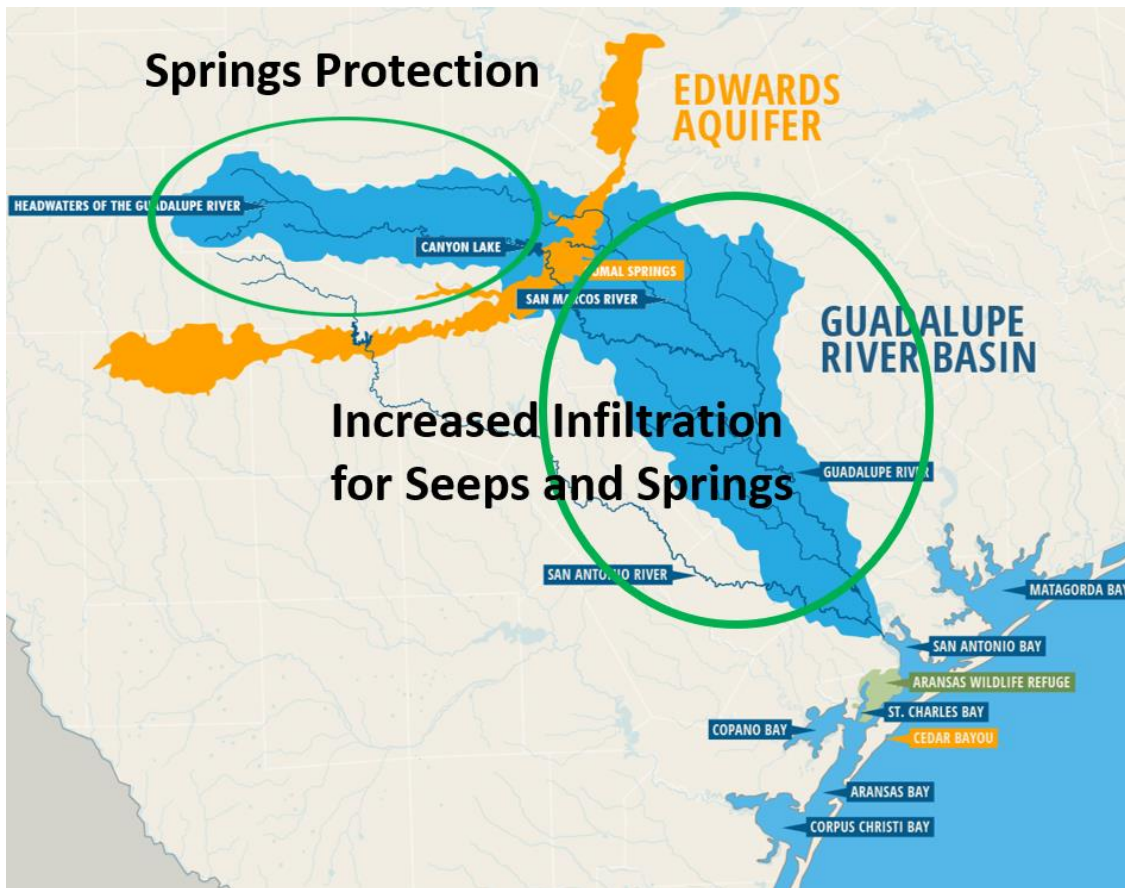 Springs Protection
EDWARDS
AQUIFER
HEADWATERS OF THE GUADALUPE RIVER
CANYON LAKE
OMAL SPRINGS
SAN MARCOS RIVER
GUADALUPE
RIVER BASIN
Increased Infiltration
for Seeps and Springs
GUADALUPE RIVER
SAN ANTONIO RIVER
MATAGORDA BAY
SAN ANTONIO BAY
ARANSAS WILDLIFE REFUGE
ST. CHARLES BAY
COPANO BAY
CEDAR BAYOU
ARANSAS BAY
CORPUS CHRISTI BAY